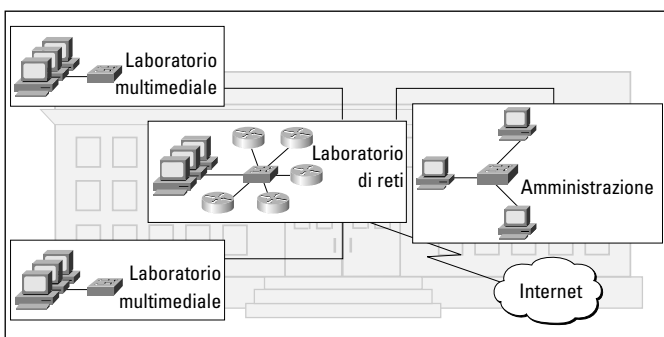 Laboratorio
multimediale
Laboratorio
di reti
Amministrazione
Laboratorio
multimediale
Internet